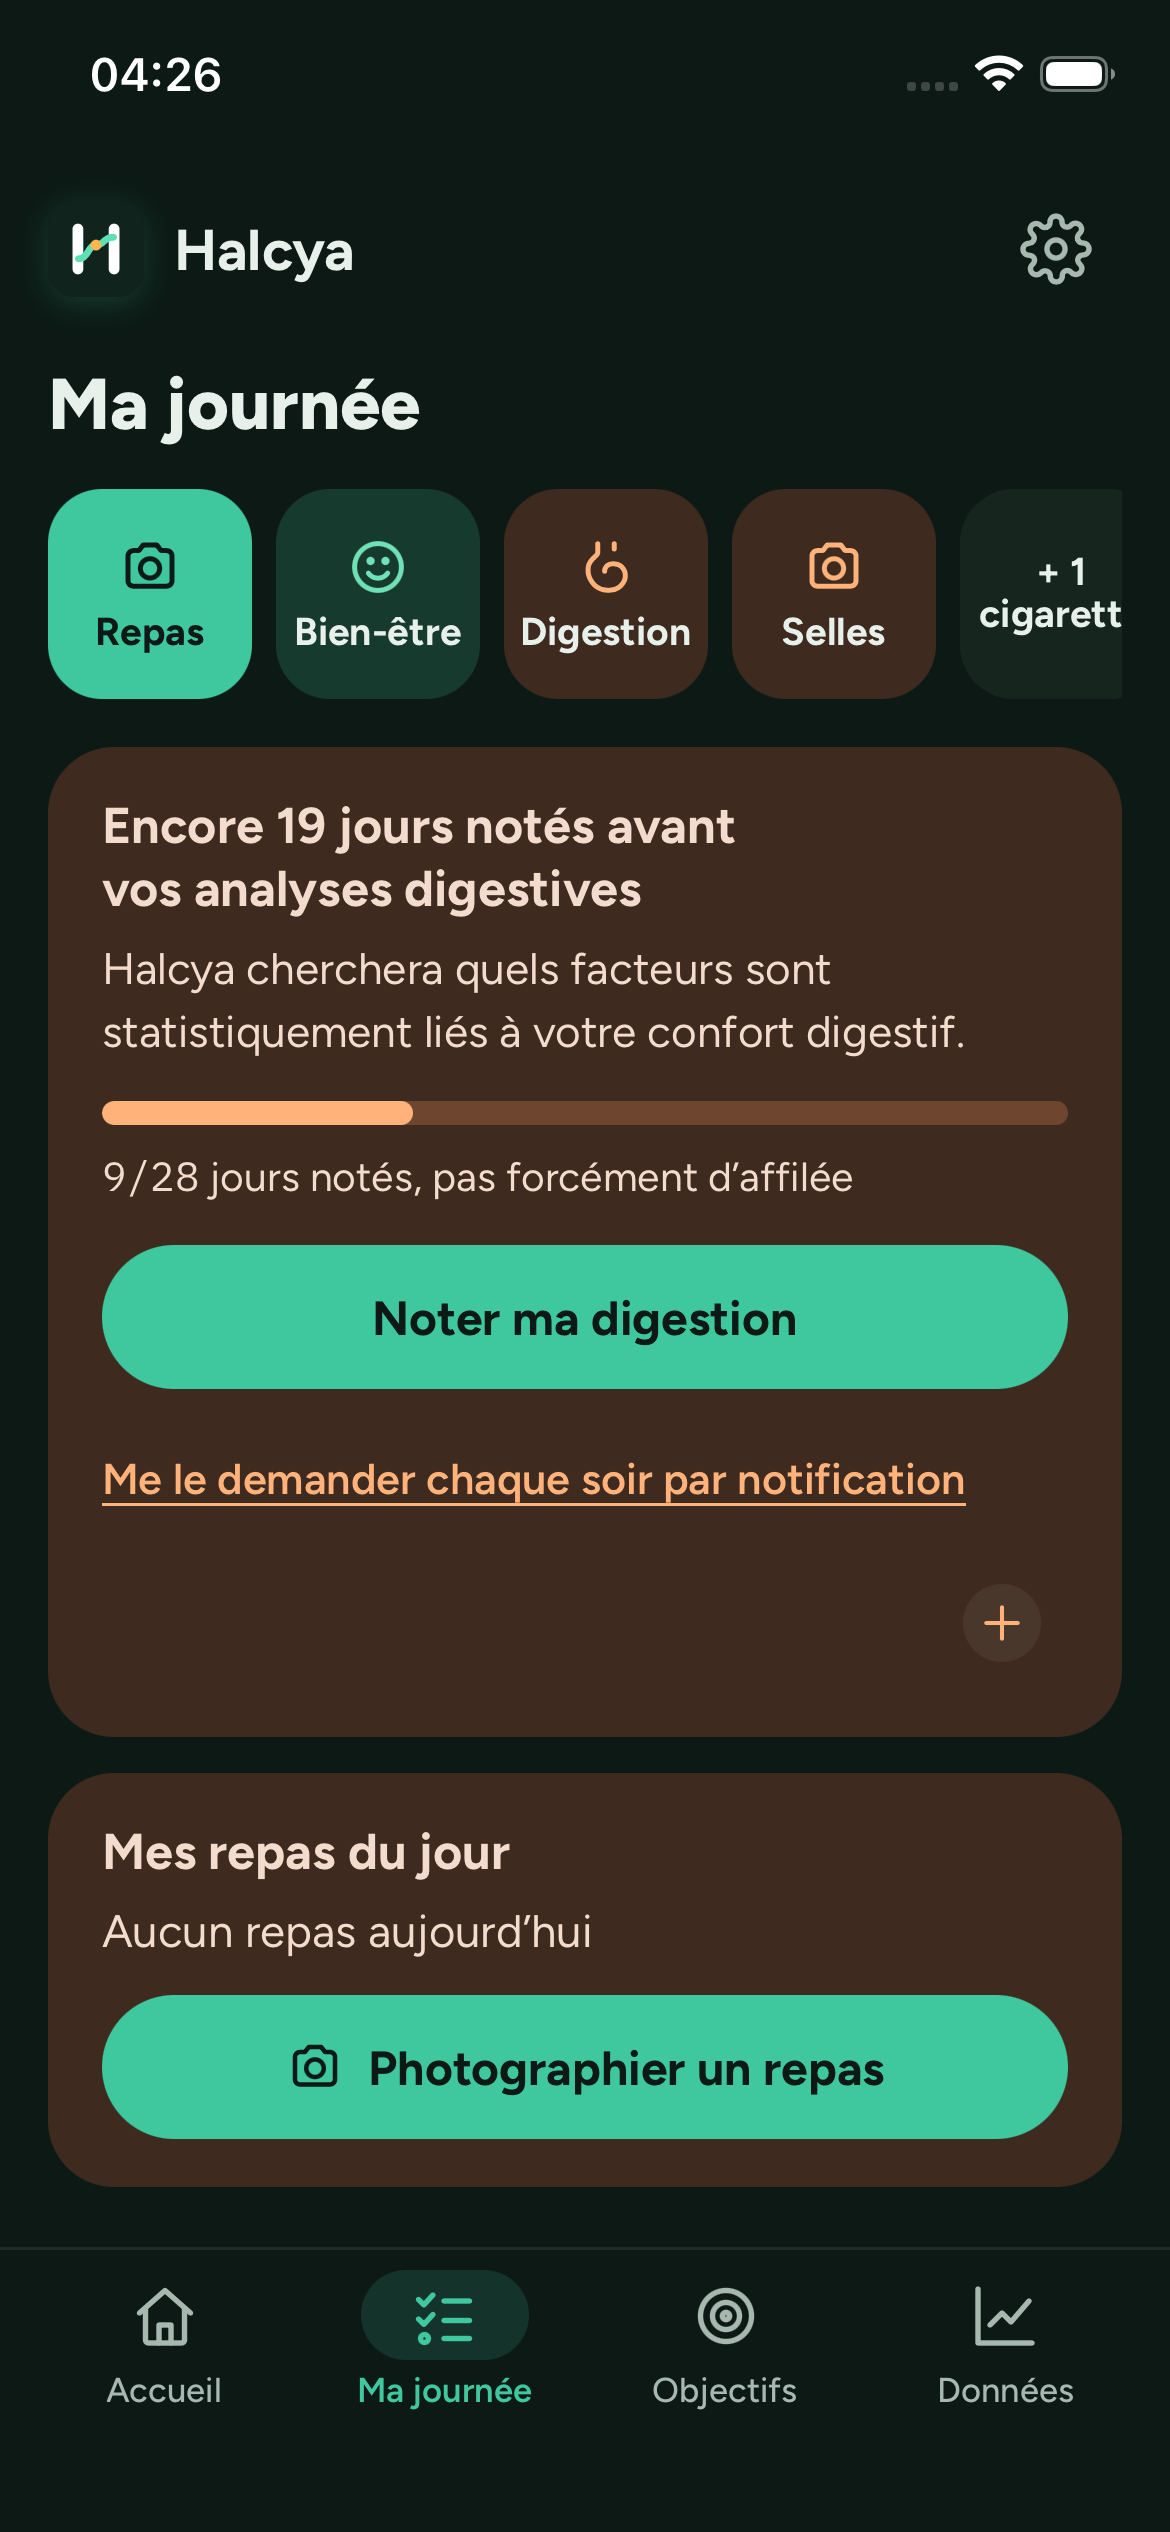 04:26
Halcya
Ma journée
Repas
Bien-être
Digestion
Selles
+ 1
cigarett
Encore 19 jours notés avant
vos analyses digestives
Halcya cherchera quels facteurs sont
statistiquement liés à votre confort digestif.
9/28 jours notés, pas forcément d’affilée
Noter ma digestion
Me le demander chaque soir par notification
Mes repas du jour
Aucun repas aujourd’hui
Photographier un repas
Accueil
Ma journée
Objectifs
Données